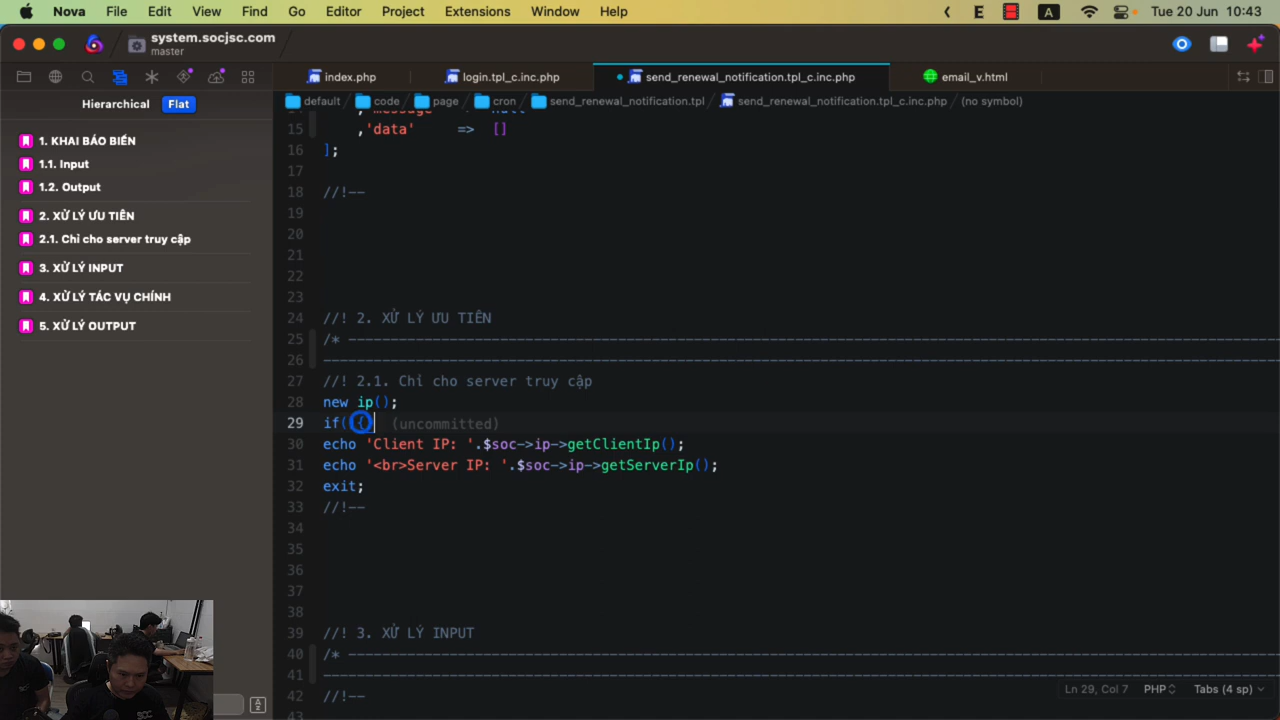 Nova File Edit View Find Go Editor Project Extensions Window Help
E A Tue 20 Jun 10:43
system.socjsc.com
master
index.php login.tpl_c.inc.php send_renewal_notification.tpl_c.inc.php email_v.html
Hierarchical Flat
default code page cron send_renewal_notification.tpl send_renewal_notification.tpl_c.inc.php (no symbol)
1. KHAI BÁO BIẾN
1.1. Input
1.2. Output
2. XỬ LÝ ƯU TIÊN
2.1. Chỉ cho server truy cập
3. XỬ LÝ INPUT
4. XỬ LÝ TÁC VỤ CHÍNH
5. XỬ LÝ OUTPUT
15 ,'data' => []
16 ];
17
18 //!--
19
20
21
22
23
24 //! 2. XỬ LÝ ƯU TIÊN
25 /* ----------------------------------------------------------------
26 ----------------------------------------------------------------
27 //! 2.1. Chỉ cho server truy cập
28 new ip();
29 if({ (uncommitted)
30 echo 'Client IP: '.$soc->ip->getClientIp();
31 echo '<br>Server IP: '.$soc->ip->getServerIp();
32 exit;
33 //!--
34
35
36
37
38
39 //! 3. XỬ LÝ INPUT
40 /* ----------------------------------------------------------------
41 ----------------------------------------------------------------
42 //!--
43
Ln 29, Col 7 PHP Tabs (4 sp)